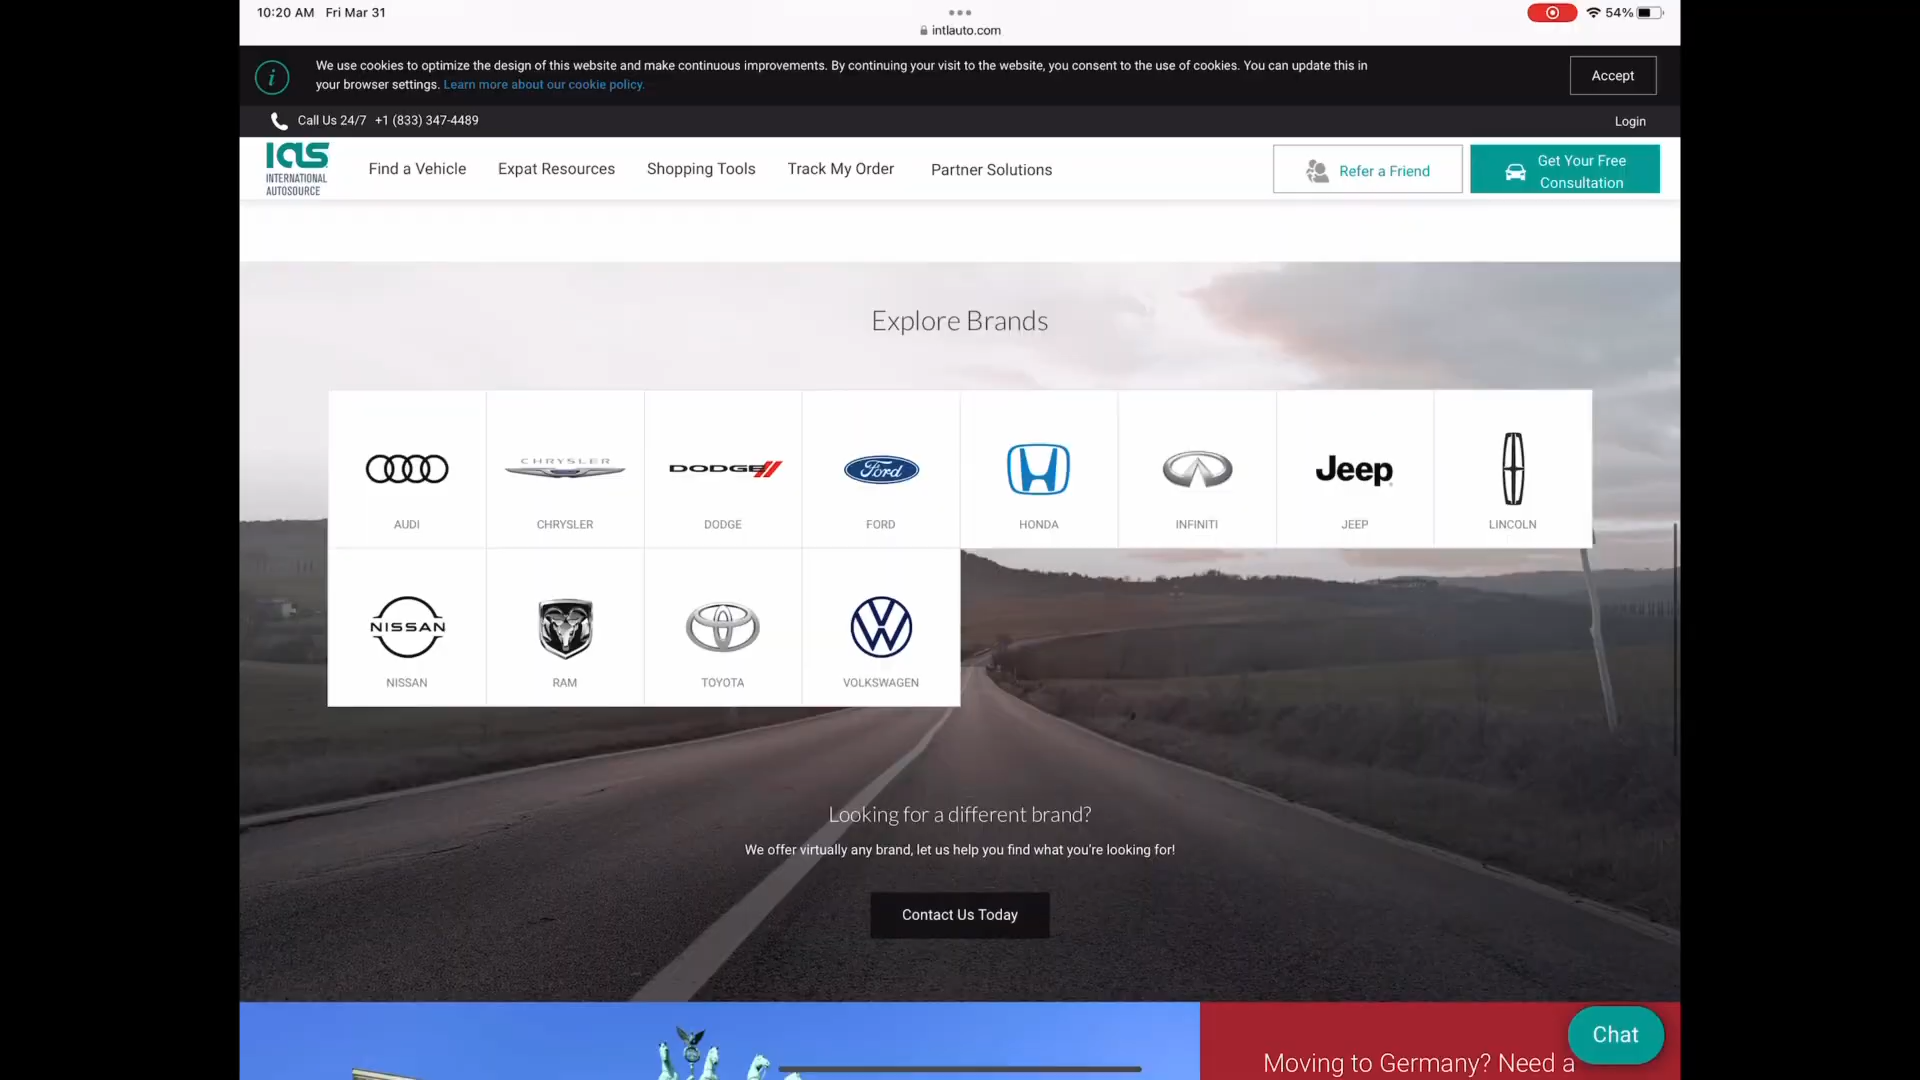 10:20 AM Fri Mar 31
54%
intlauto.com
We use cookies to optimize the design of this website and make continuous improvements. By continuing your visit to the website, you consent to the use of cookies. You can update this in
your browser settings. Learn more about our cookie policy.
Accept
Call Us 24/7 +1 (833) 347-4489
Login
ias
INTERNATIONAL
AUTOSOURCE
Find a Vehicle
Expat Resources
Shopping Tools
Track My Order
Partner Solutions
Refer a Friend
Get Your Free
Consultation
Explore Brands
CHRYSLER
DODGE
Ford
Jeep
AUDI
CHRYSLER
DODGE
FORD
HONDA
INFINITI
JEEP
LINCOLN
NISSAN
NISSAN
RAM
TOYOTA
VOLKSWAGEN
Looking for a different brand?
We offer virtually any brand, let us help you find what you're looking for!
Contact Us Today
Chat
Moving to Germany? Need a